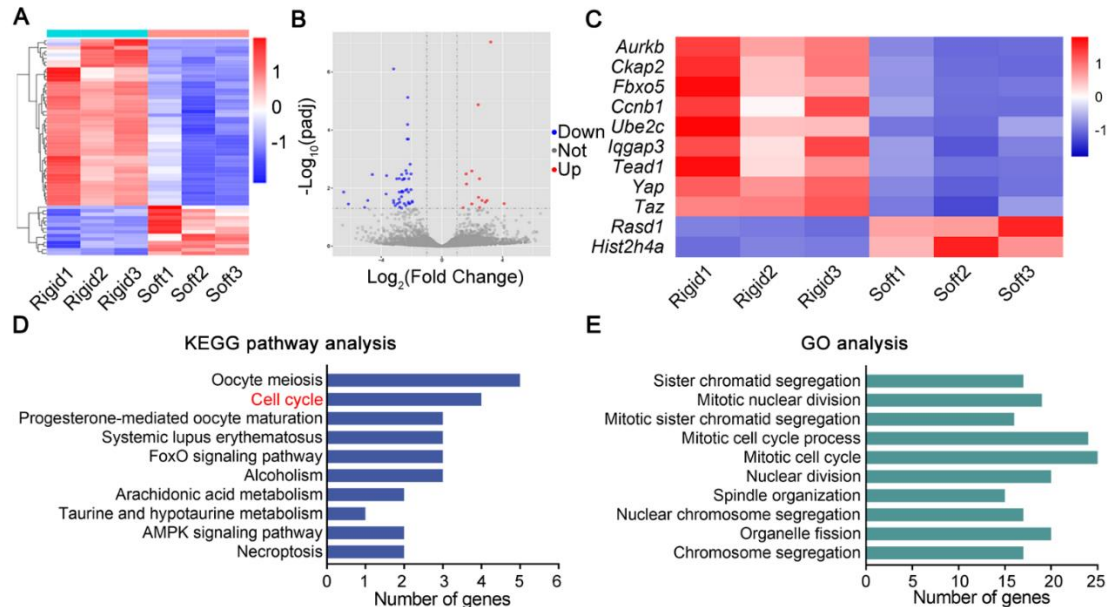 A
1
0
-1
Rigid1
Rigid2
Rigid3
Soft1
Soft2
Soft3
B
-Log10(padj)
6
4
2
0
0
Log2(Fold Change)
Down
Not
Up
C
Aurkb
Ckap2
Fbxo5
Ccnb1
Ube2c
Iqgap3
Tead1
Yap
Taz
Rasd1
Hist2h4a
1
0
-1
Rigid1
Rigid2
Rigid3
Soft1
Soft2
Soft3
D
KEGG pathway analysis
Oocyte meiosis
Cell cycle
Progesterone-mediated oocyte maturation
Systemic lupus erythematosus
FoxO signaling pathway
Alcoholism
Arachidonic acid metabolism
Taurine and hypotaurine metabolism
AMPK signaling pathway
Necroptosis
0 1 2 3 4 5 6
Number of genes
E
GO analysis
Sister chromatid segregation
Mitotic nuclear division
Mitotic sister chromatid segregation
Mitotic cell cycle process
Mitotic cell cycle
Nuclear division
Spindle organization
Nuclear chromosome segregation
Organelle fission
Chromosome segregation
0 5 10 15 20 25
Number of genes